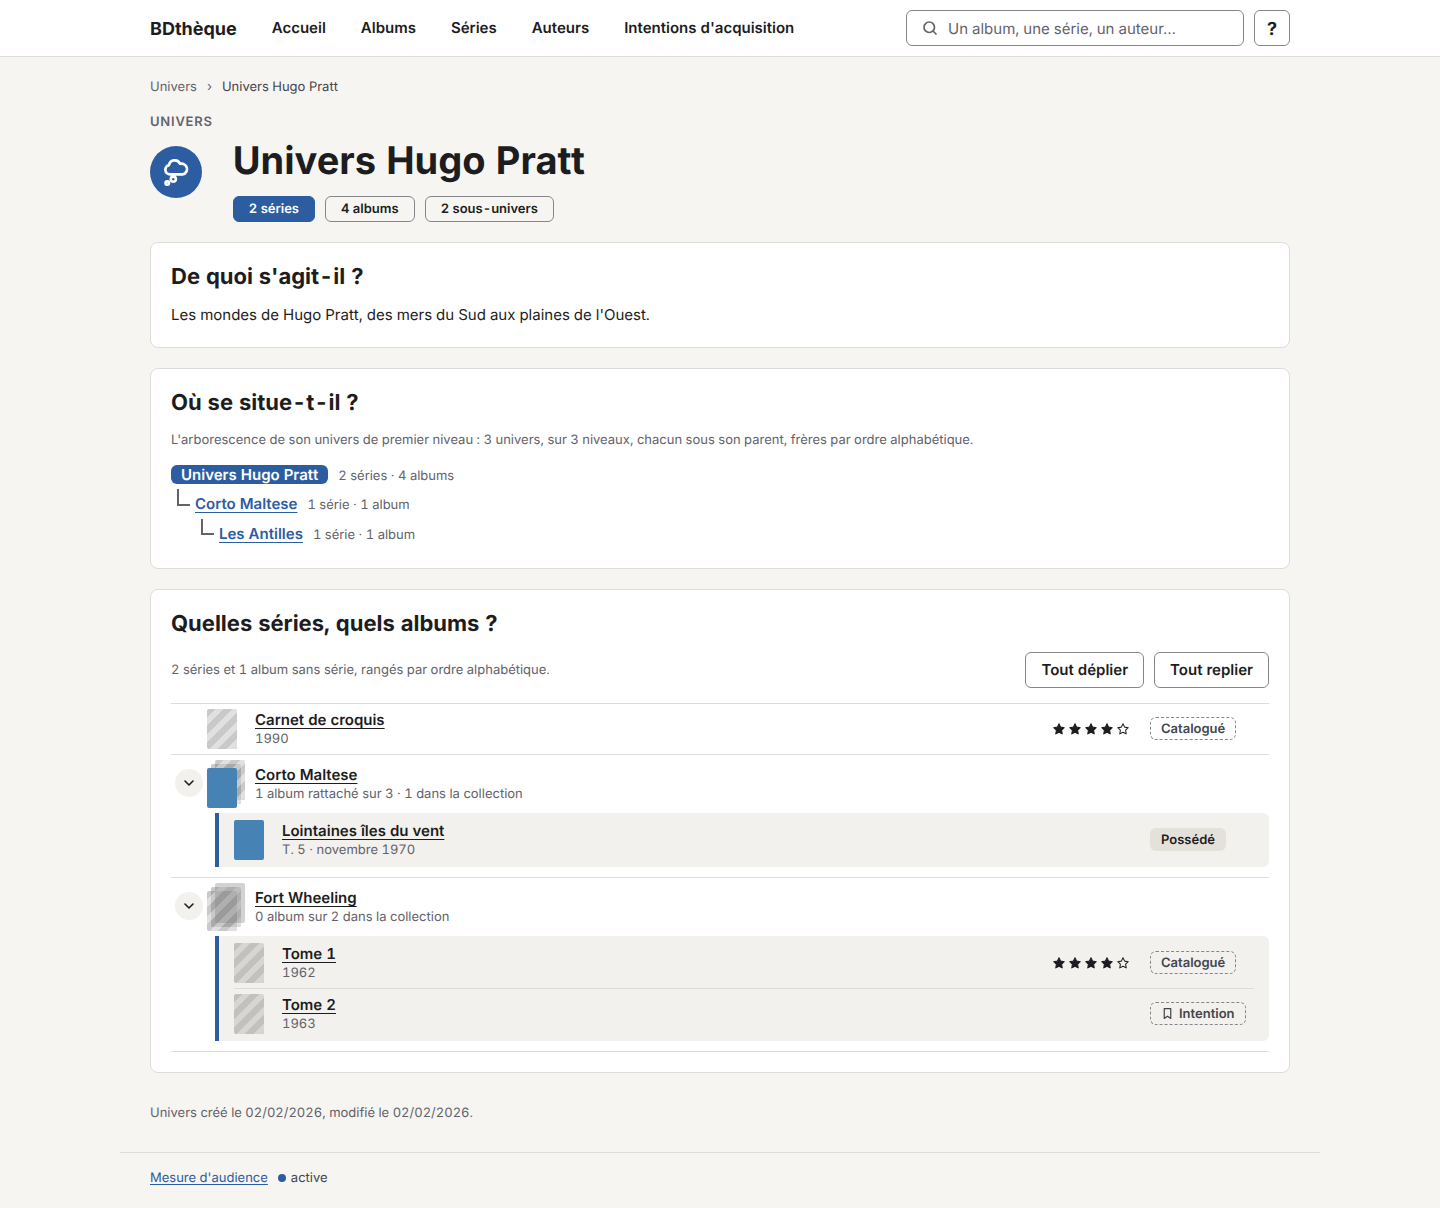 BDthèque Accueil Albums Séries Auteurs Intentions d'acquisition Un album, une série, un auteur... ?
Univers › Univers Hugo Pratt
UNIVERS
Univers Hugo Pratt
2 séries 4 albums 2 sous-univers
De quoi s'agit-il ?
Les mondes de Hugo Pratt, des mers du Sud aux plaines de l'Ouest.
Où se situe-t-il ?
L'arborescence de son univers de premier niveau : 3 univers, sur 3 niveaux, chacun sous son parent, frères par ordre alphabétique.
Univers Hugo Pratt 2 séries · 4 albums
Corto Maltese 1 série · 1 album
Les Antilles 1 série · 1 album
Quelles séries, quels albums ?
2 séries et 1 album sans série, rangés par ordre alphabétique. Tout déplier Tout replier
Carnet de croquis
1990
Catalogué
Corto Maltese
1 album rattaché sur 3 · 1 dans la collection
Lointaines îles du vent
T. 5 · novembre 1970
Possédé
Fort Wheeling
0 album sur 2 dans la collection
Tome 1
1962
Catalogué
Tome 2
1963
Intention
Univers créé le 02/02/2026, modifié le 02/02/2026.
Mesure d'audience active